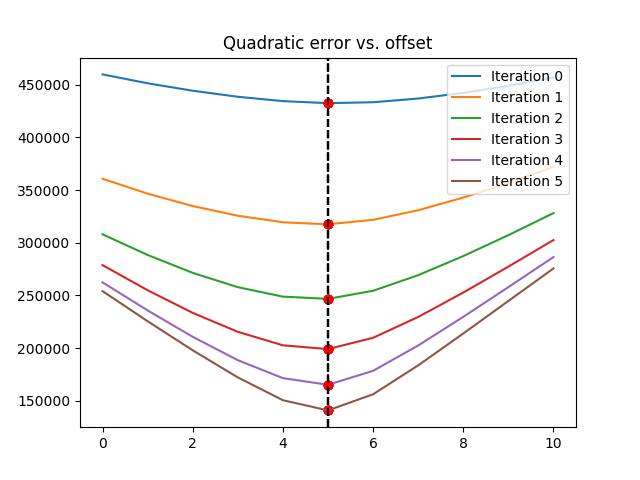 Quadratic error vs. offset
450000
400000
350000
300000
250000
200000
150000
0 2 4 6 8 10
Iteration 0
Iteration 1
Iteration 2
Iteration 3
Iteration 4
Iteration 5